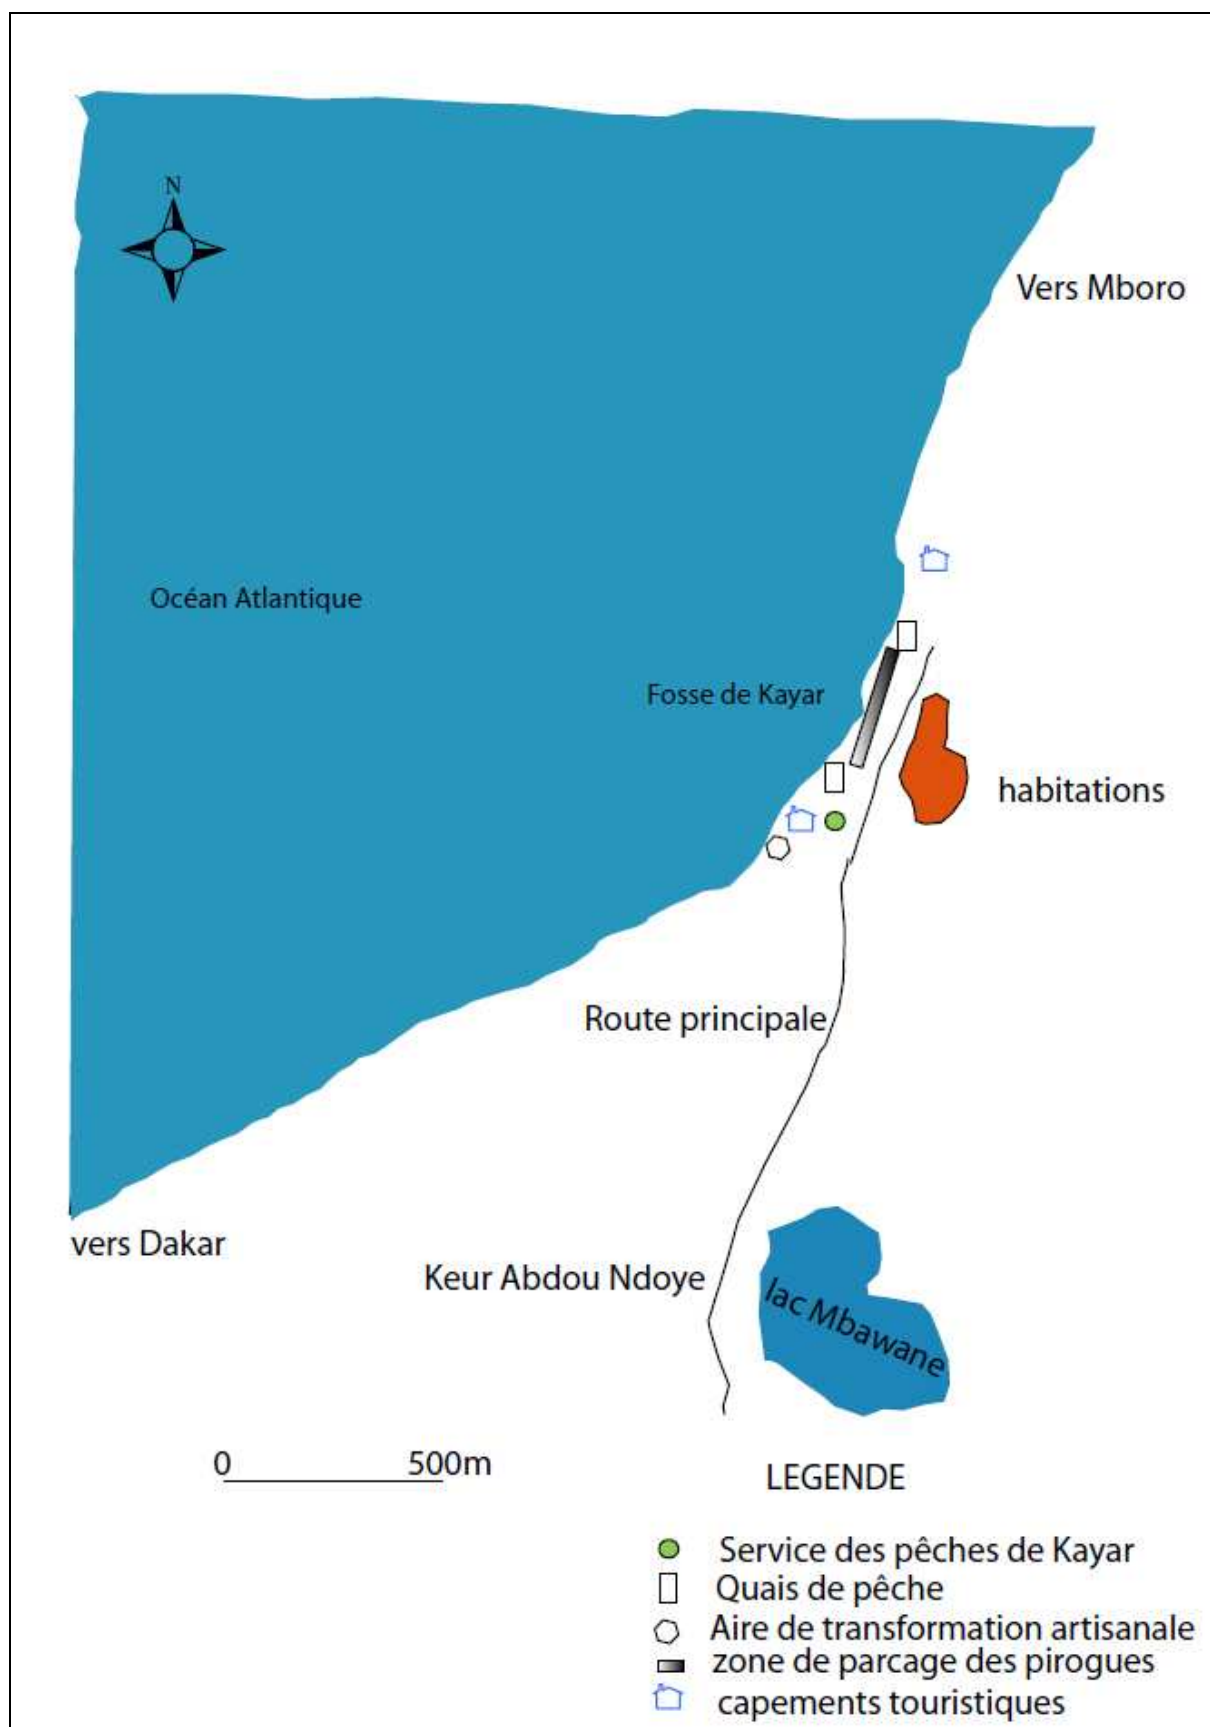 N
Vers Mboro
Océan Atlantique
Fosse de Kayar
habitations
Route principale
vers Dakar
Keur Abdou Ndoye
lac Mbawane
0 500m
LEGENDE
Service des pêches de Kayar
Quais de pêche
Aire de transformation artisanale
zone de parcage des pirogues
capements touristiques